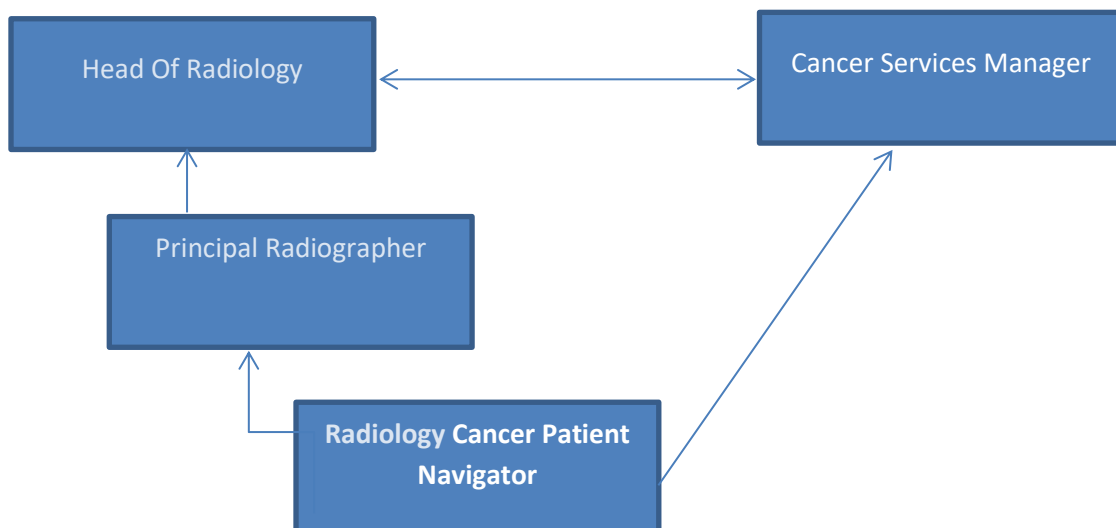 Head Of Radiology
Cancer Services Manager
Principal Radiographer
Radiology Cancer Patient
Navigator